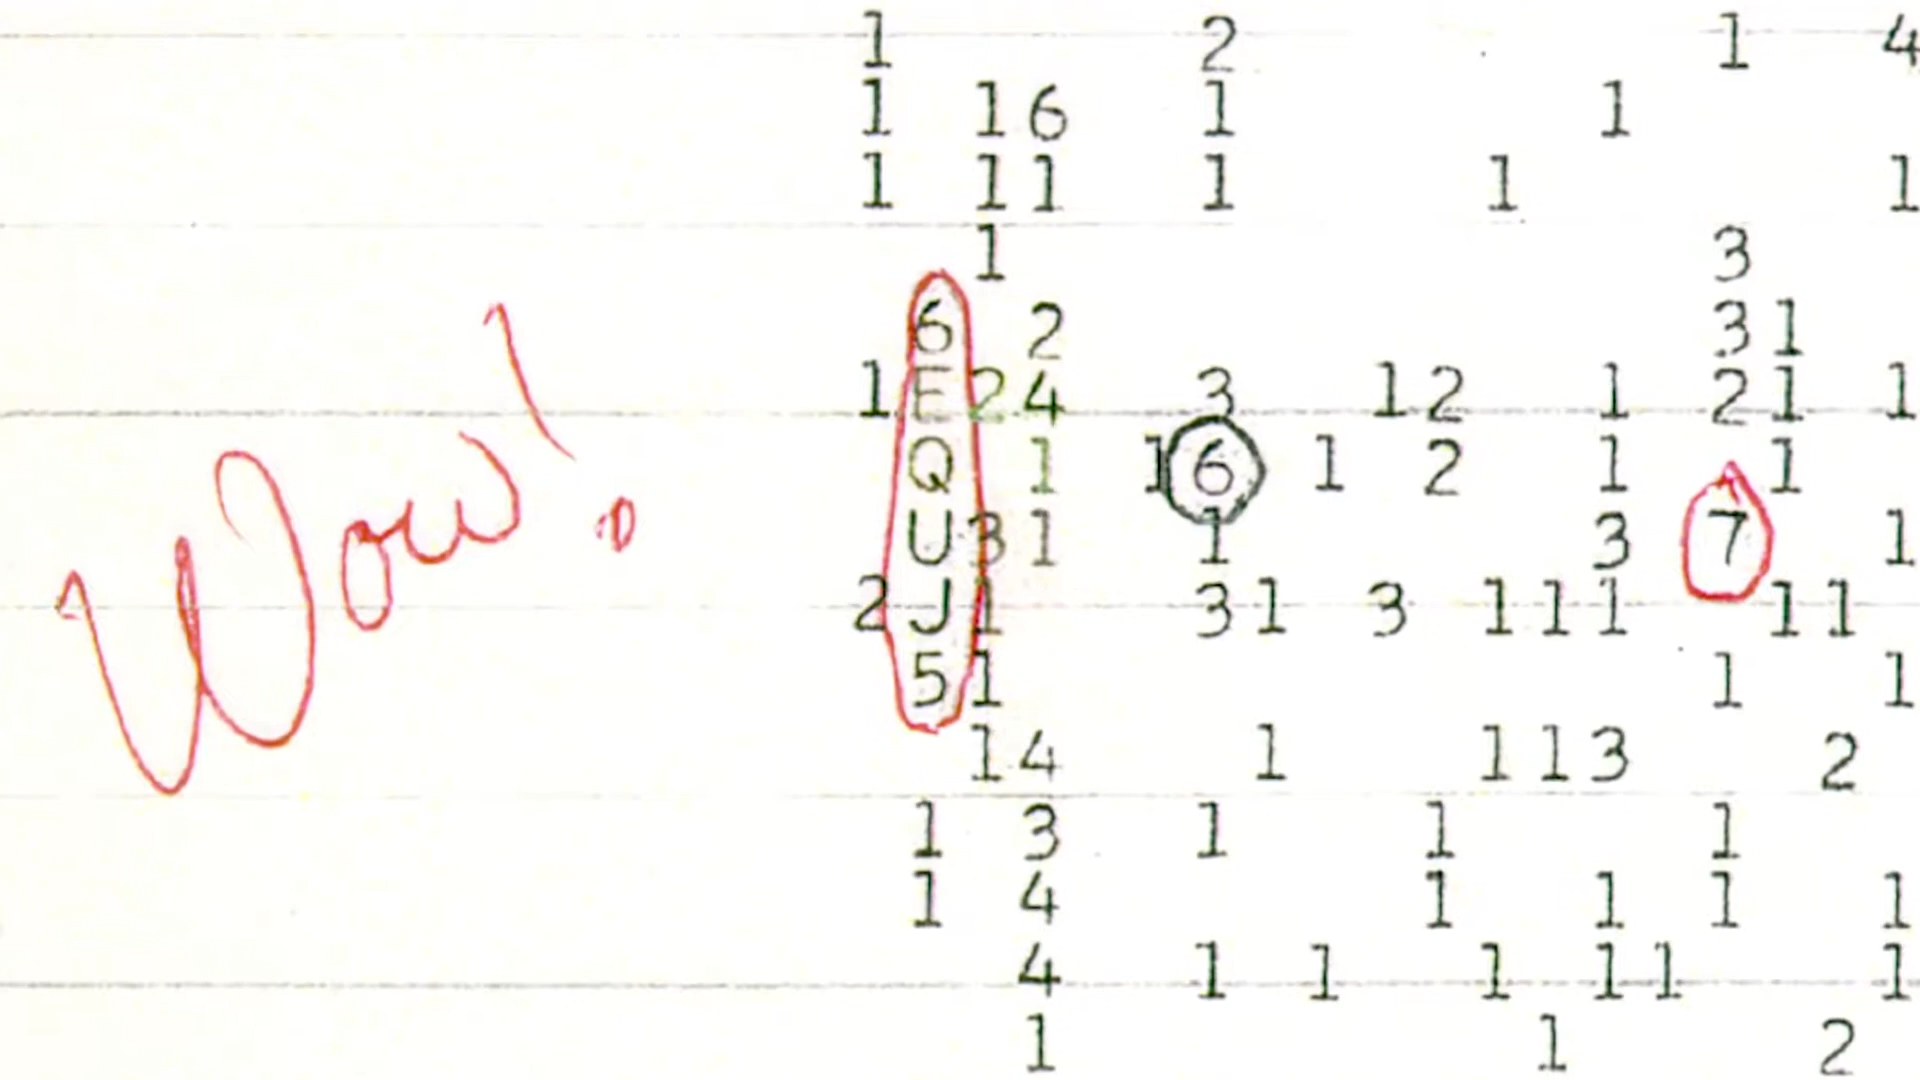 1 2 1 4
1 16 1 1
1 11 1 1 1
1 3
6 2 31
1E24 3 12 1 21 1
Q 1 16 1 2 1 1
U31 1 3 7 1
2J1 31 3 111 11
51 1 1
14 1 113 2
1 3 1 1 1
1 4 1 1 1 1
4 1 1 1 11 1
1 1 2
Wow!